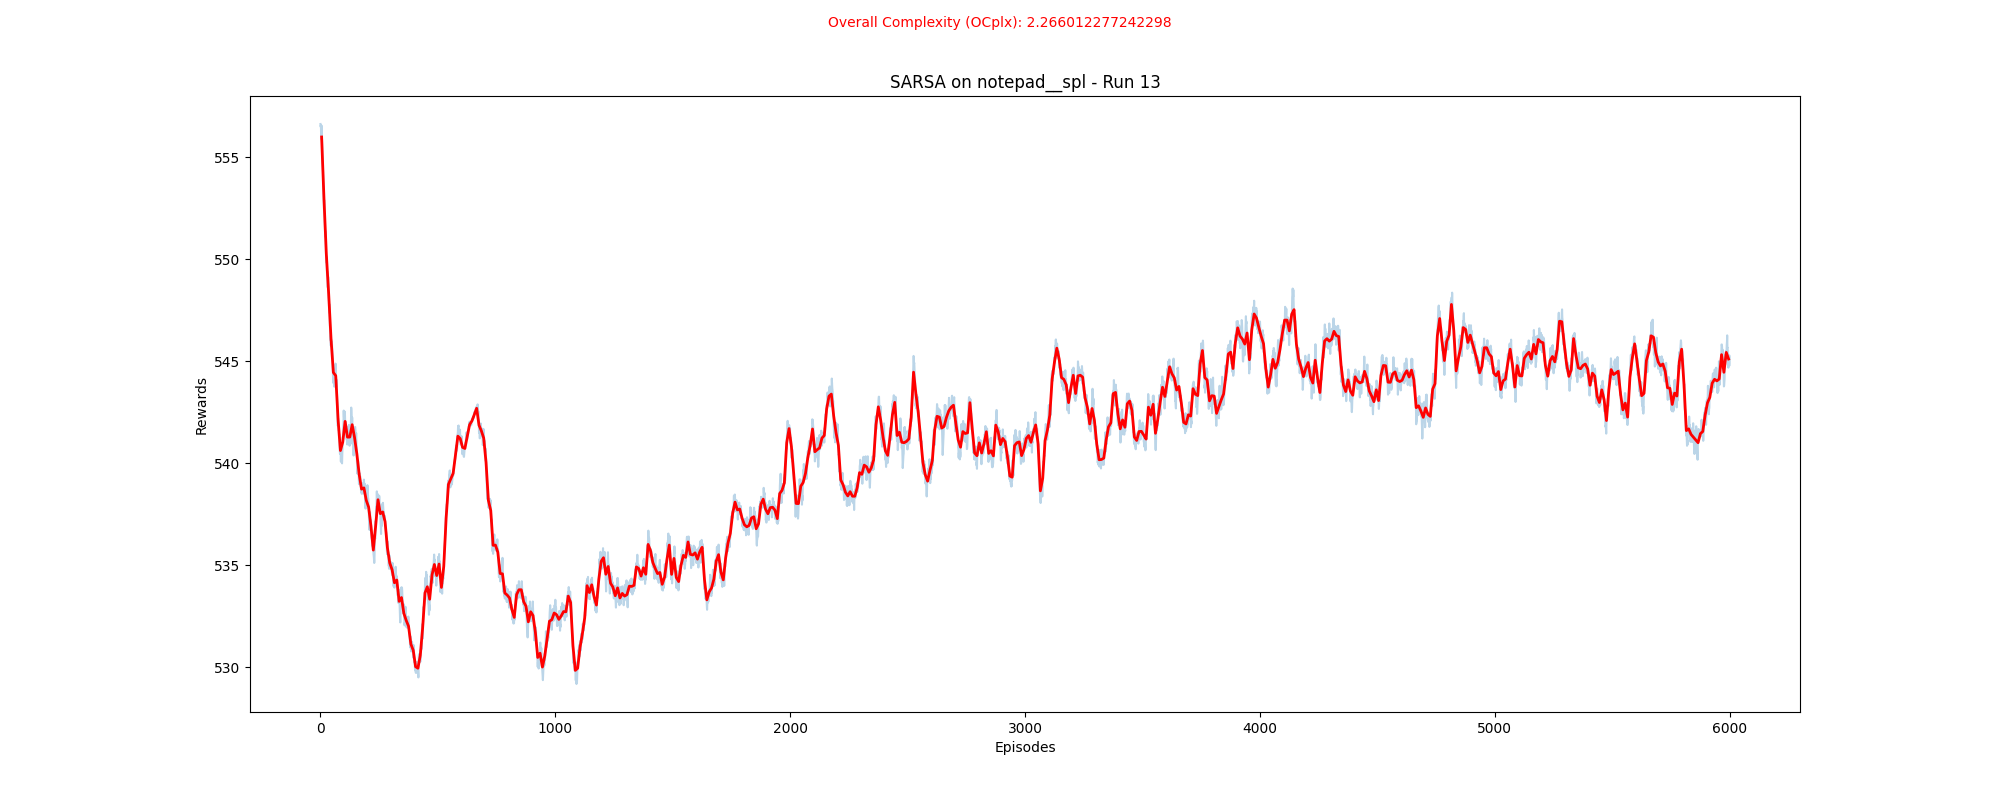 Overall Complexity (OCplx): 2.266012277242298
SARSA on notepad__spl - Run 13
Rewards
555
550
545
540
535
530
0 1000 2000 3000 4000 5000 6000
Episodes